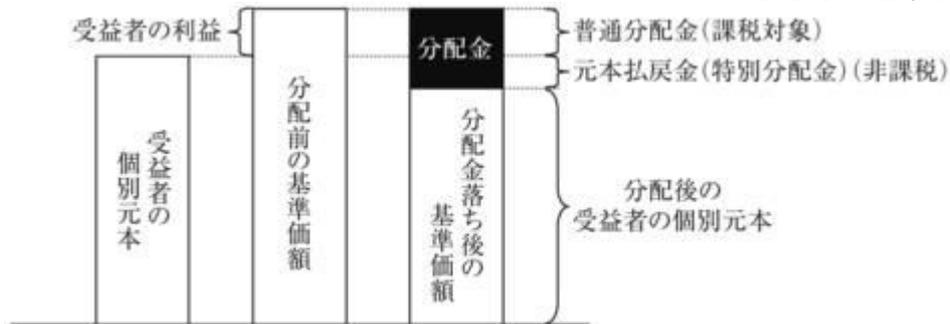 受益者の利益
分配金
普通分配金(課税対象)
元本払戻金(特別分配金)(非課税)
受益者の
個別元本
分配前の基準価額
分配金落ち後の
基準価額
分配後の
受益者の個別元本